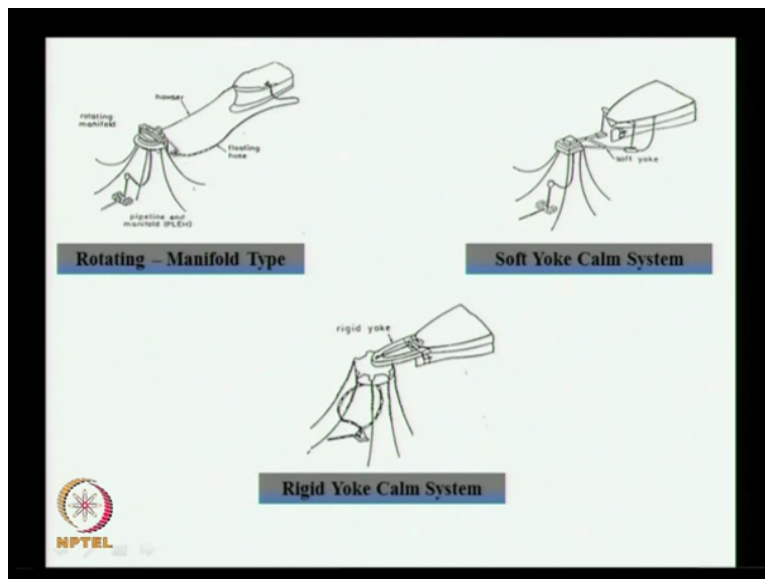 hawser
rotating
manifold
floating
hose
pipeline and
manifold (PLEM)
Rotating – Manifold Type
soft yoke
Soft Yoke Calm System
rigid yoke
Rigid Yoke Calm System
NPTEL